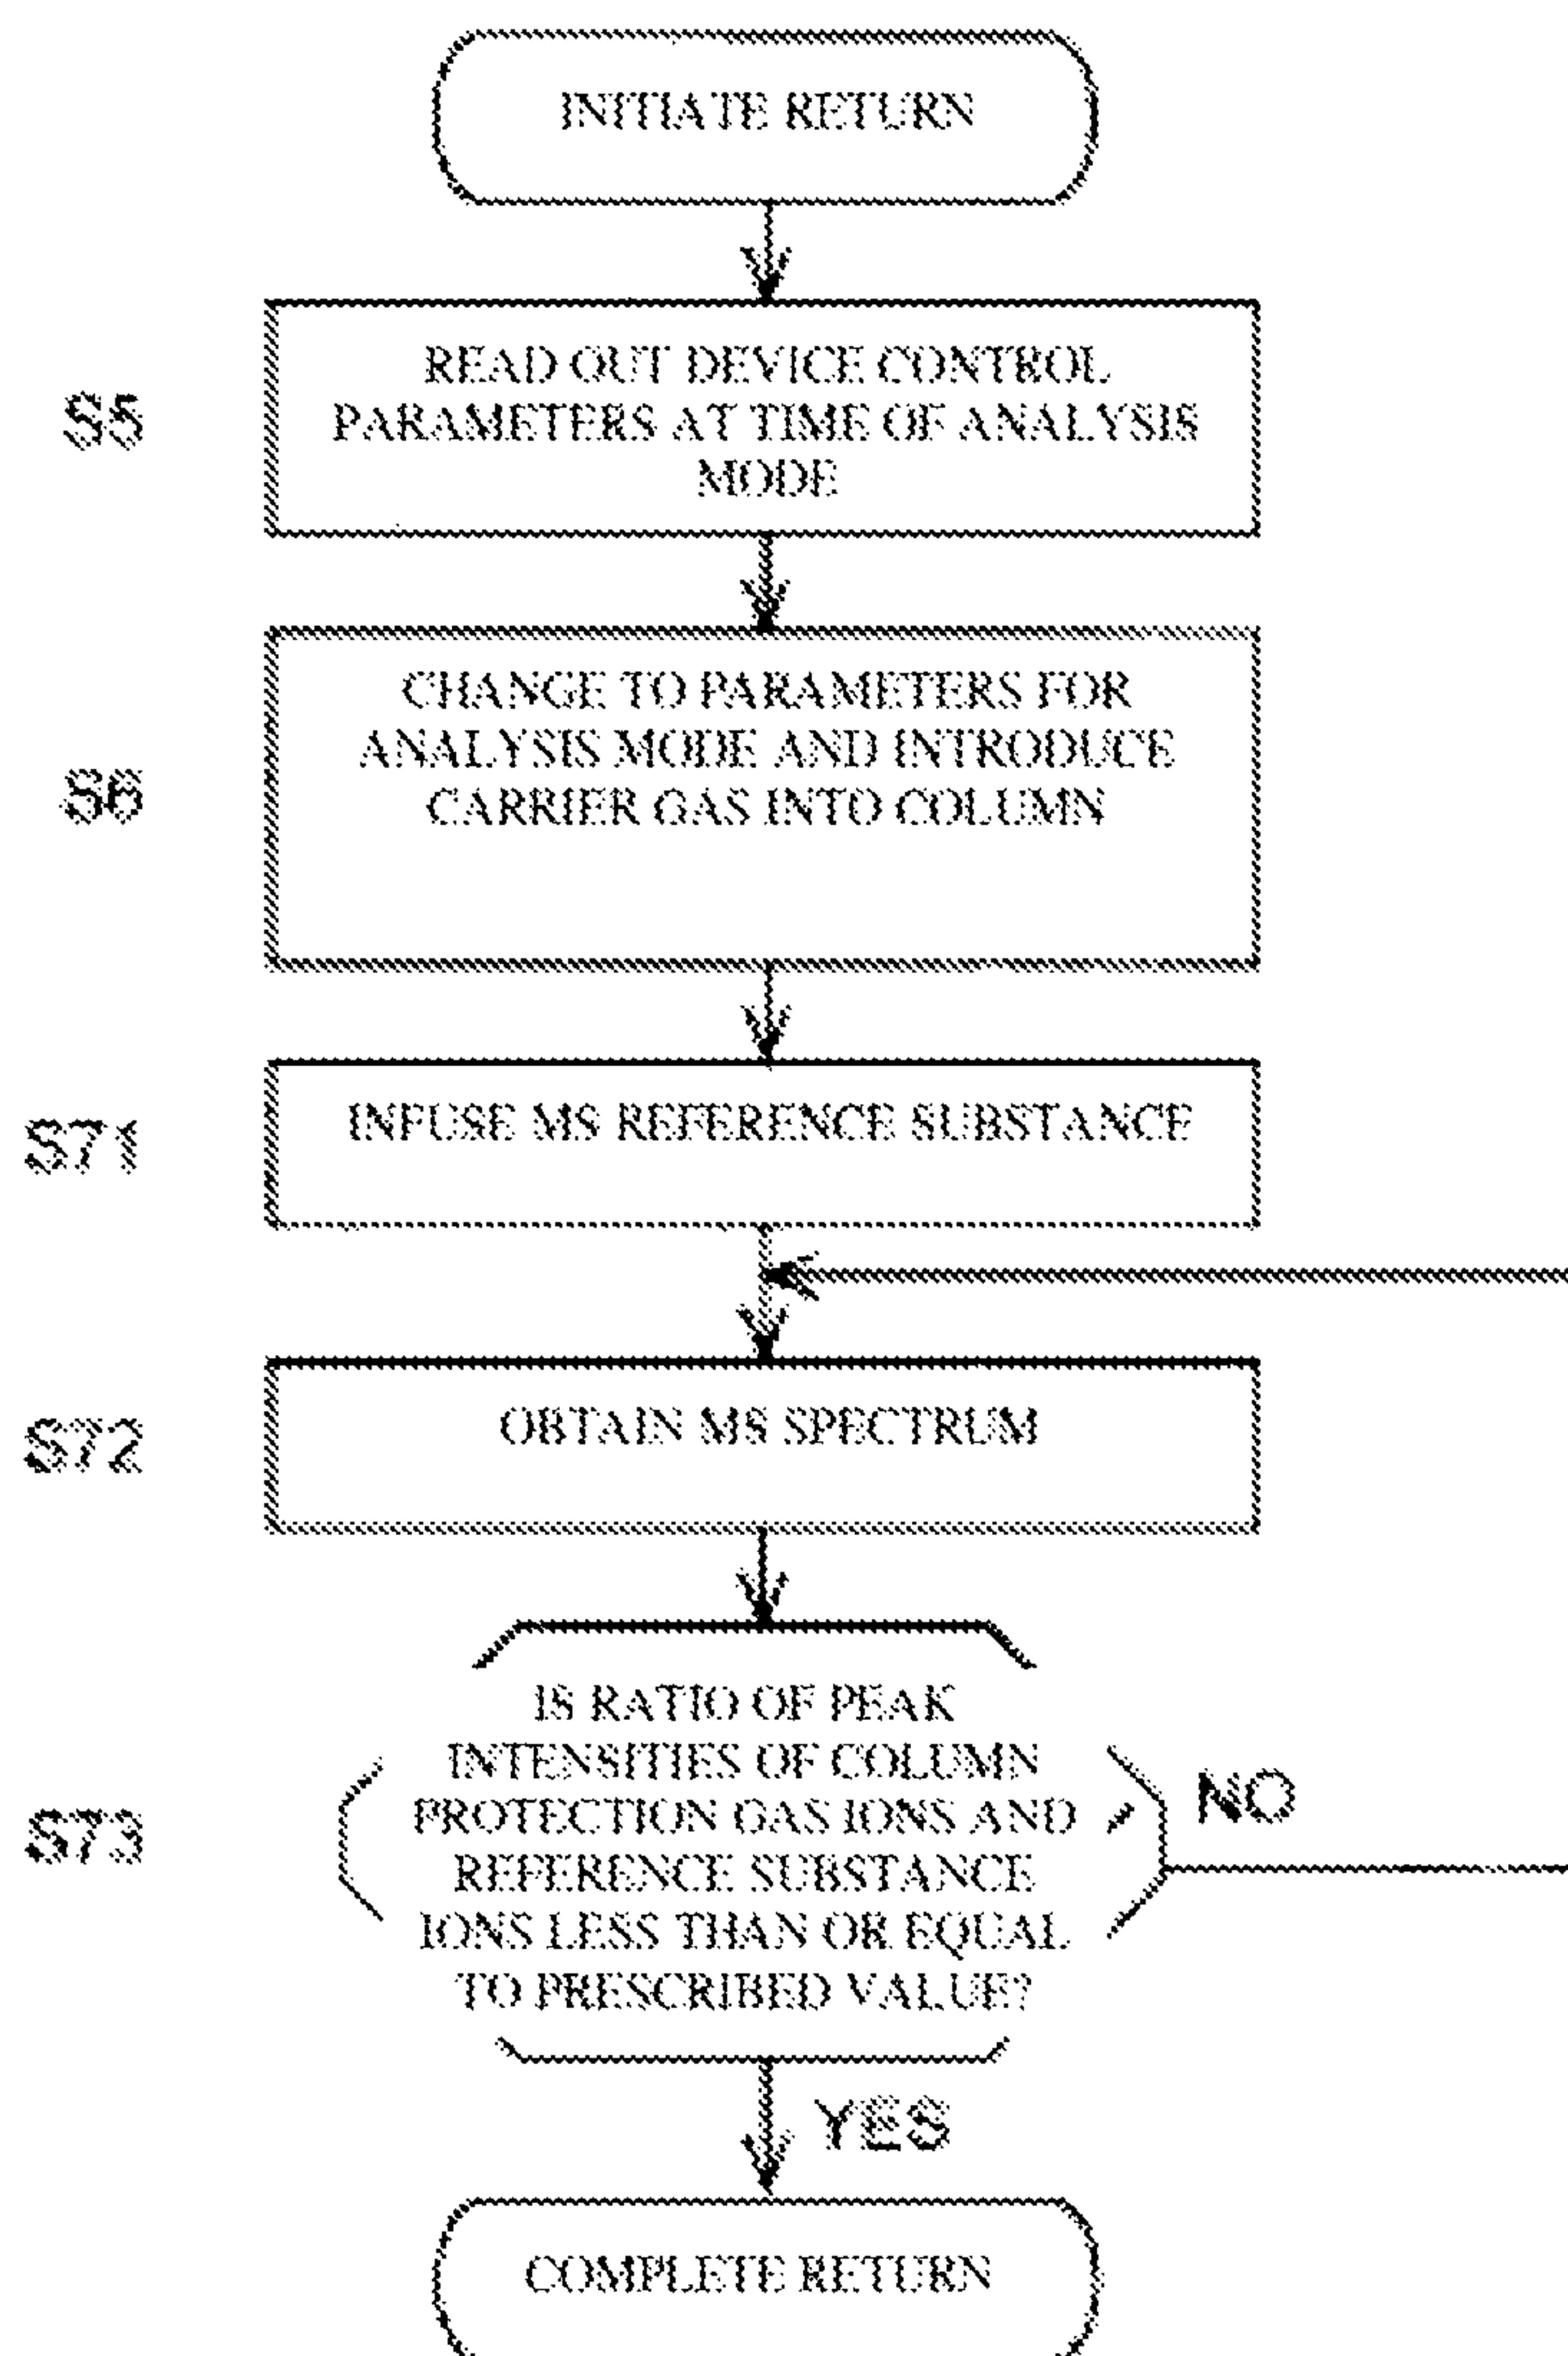 INITIATE RETURN
S5
READ OUT DEVICE CONTROL
PARAMETERS AT TIME OF ANALYSIS
MODE
S6
CHANGE TO PARAMETERS FOR
ANALYSIS MODE AND INTRODUCE
CARRIER GAS INTO COLUMN
S71
INFUSE MS REFERENCE SUBSTANCE
S72
OBTAIN MS SPECTRUM
S73
IS RATIO OF PEAK
INTENSITIES OF COLUMN
PROTECTION GAS IONS AND
REFERENCE SUBSTANCE
IONS LESS THAN OR EQUAL
TO PRESCRIBED VALUE?
NO
YES
COMPLETE RETURN